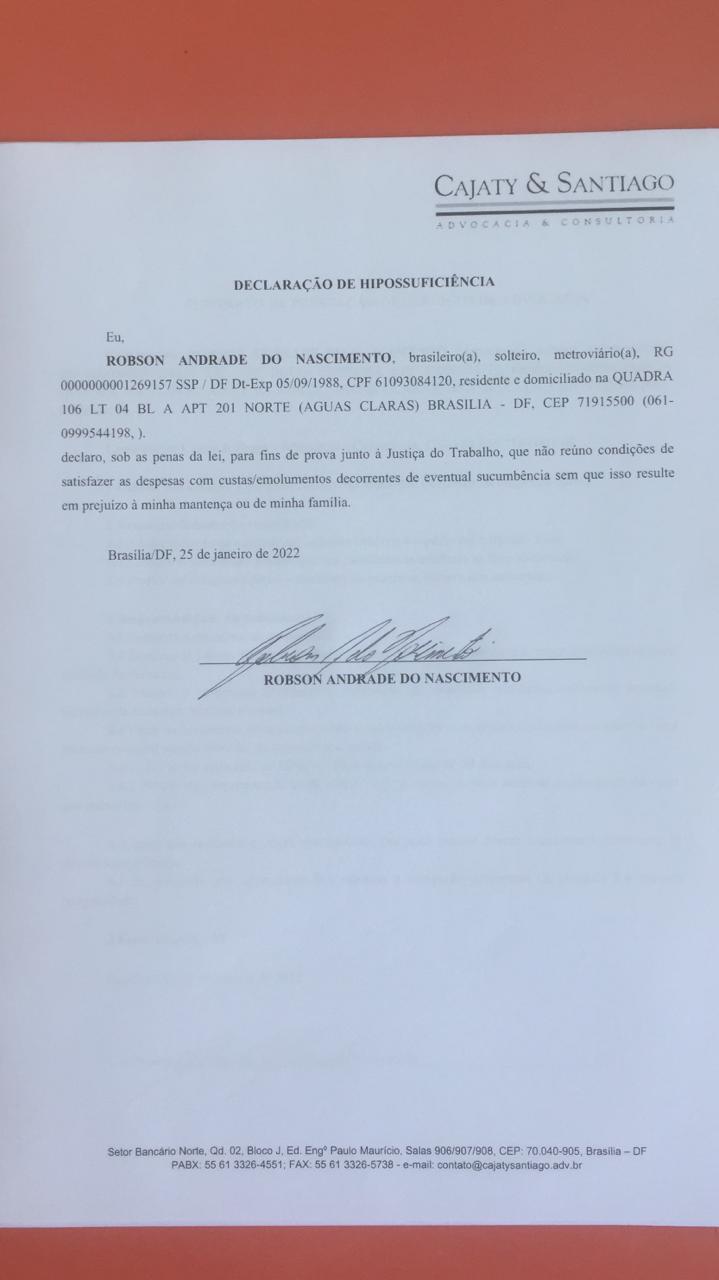 CAJATY & SANTIAGO
ADVOCACIA & CONSULTORIA
DECLARAÇÃO DE HIPOSSUFICIÊNCIA
Eu,
ROBSON ANDRADE DO NASCIMENTO, brasileiro(a), solteiro, metroviário(a), RG
0000000001269157 SSP / DF Dt-Exp 05/09/1988, CPF 61093084120, residente e domiciliado na QUADRA
106 LT 04 BL A APT 201 NORTE (AGUAS CLARAS) BRASILIA - DF, CEP 71915500 (061-
0999544198, ).
declaro, sob as penas da lei, para fins de prova junto à Justiça do Trabalho, que não reúno condições de
satisfazer as despesas com custas/emolumentos decorrentes de eventual sucumbência sem que isso resulte
em prejuízo à minha mantença ou de minha família.
Brasília/DF, 25 de janeiro de 2022
ROBSON ANDRADE DO NASCIMENTO
Setor Bancário Norte, Qd. 02, Bloco J, Ed. Engº Paulo Maurício, Salas 906/907/908, CEP: 70.040-905, Brasília – DF
PABX: 55 61 3326-4551; FAX: 55 61 3326-5738 - e-mail: contato@cajatysantiago.adv.br